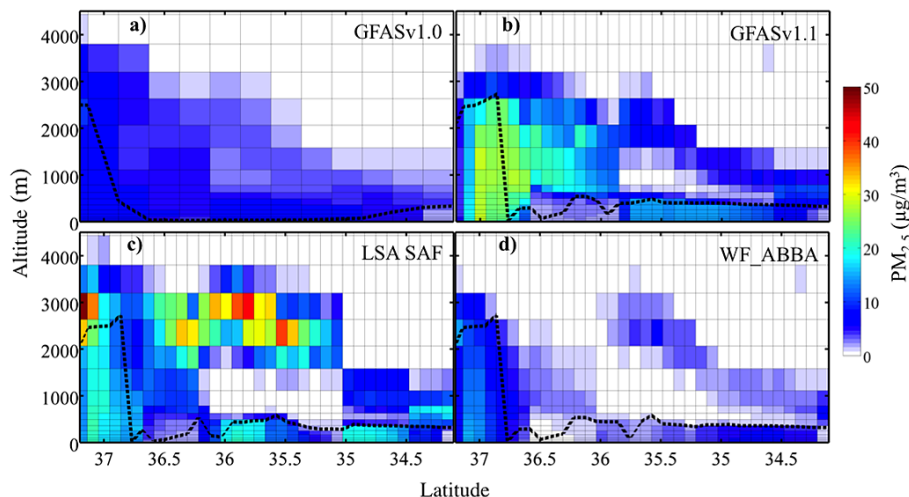 a)
GFASv1.0
b)
GFASv1.1
4000
3000
2000
1000
0
Altitude (m)
c)
LSA SAF
d)
WF_ABBA
4000
3000
2000
1000
0
37
36.5
36
35.5
35
34.5
37
36.5
36
35.5
35
34.5
Latitude
50
40
30
20
10
0
PM2.5 (μg/m³)